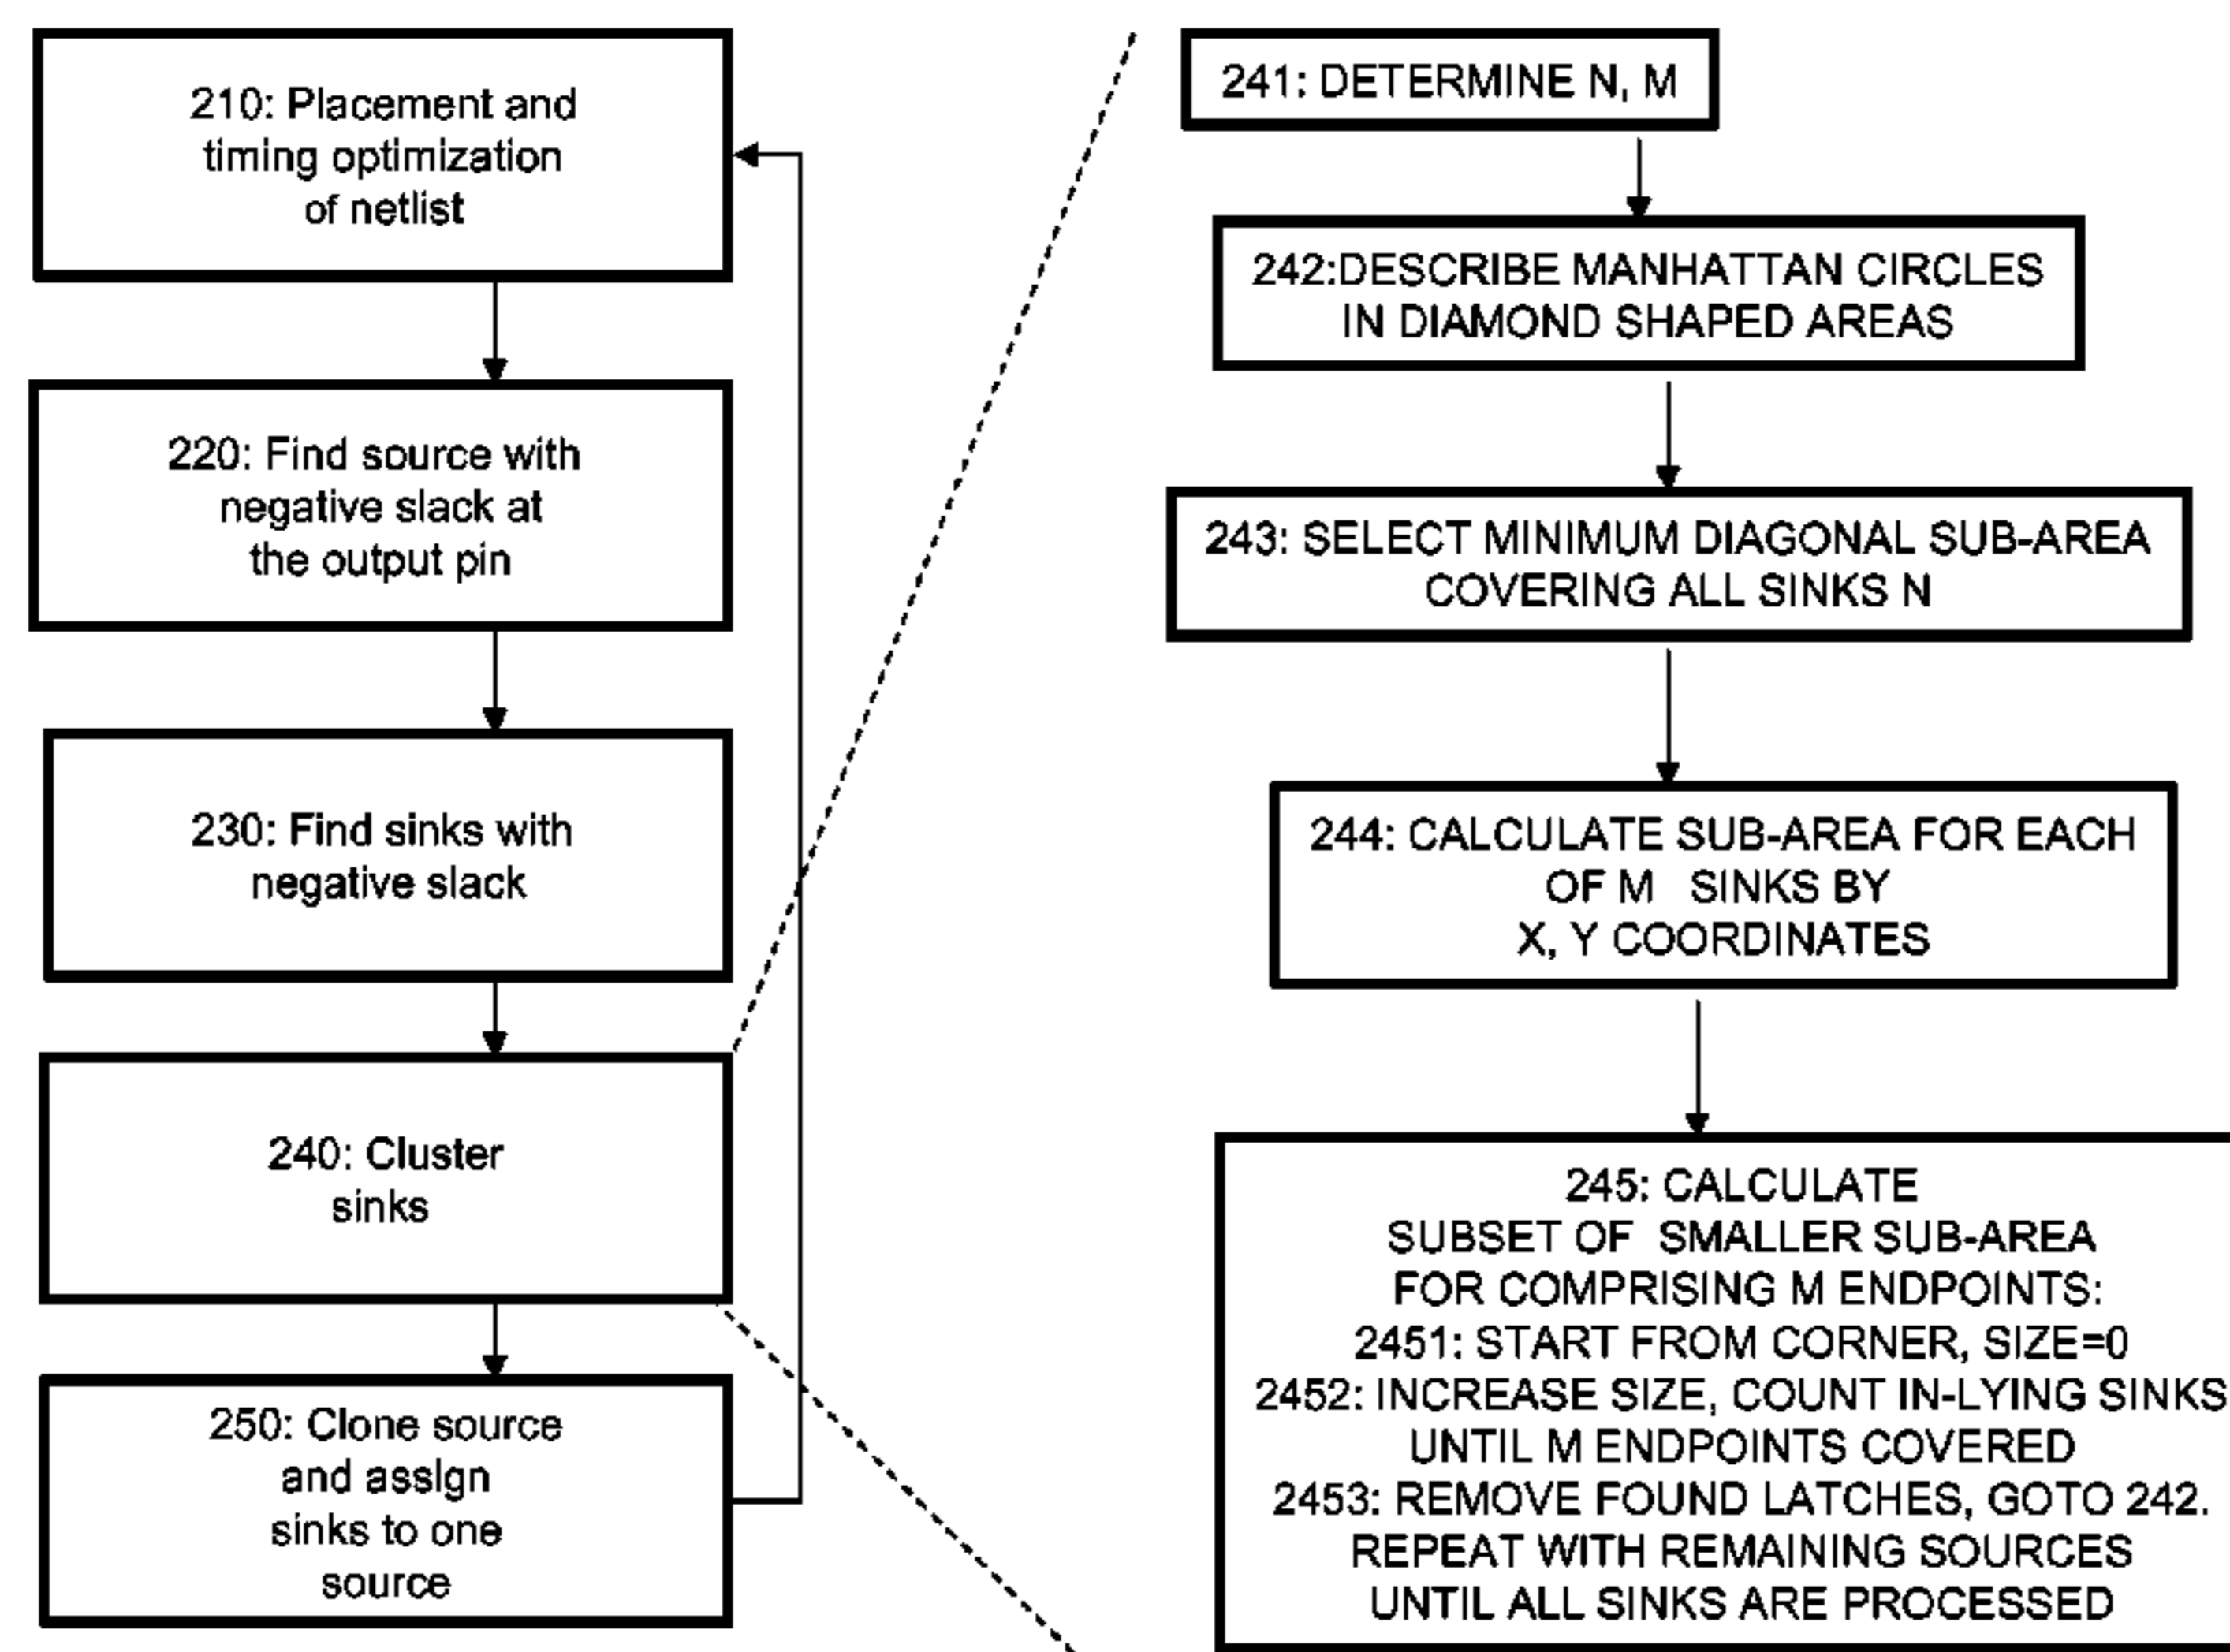 210: Placement and
timing optimization
of netlist
220: Find source with
negative slack at
the output pin
230: Find sinks with
negative slack
240: Cluster
sinks
250: Clone source
and assign
sinks to one
source
241: DETERMINE N, M
242:DESCRIBE MANHATTAN CIRCLES
IN DIAMOND SHAPED AREAS
243: SELECT MINIMUM DIAGONAL SUB-AREA
COVERING ALL SINKS N
244: CALCULATE SUB-AREA FOR EACH
OF M SINKS BY
X, Y COORDINATES
245: CALCULATE
SUBSET OF SMALLER SUB-AREA
FOR COMPRISING M ENDPOINTS:
2451: START FROM CORNER, SIZE=0
2452: INCREASE SIZE, COUNT IN-LYING SINKS
UNTIL M ENDPOINTS COVERED
2453: REMOVE FOUND LATCHES, GOTO 242.
REPEAT WITH REMAINING SOURCES
UNTIL ALL SINKS ARE PROCESSED